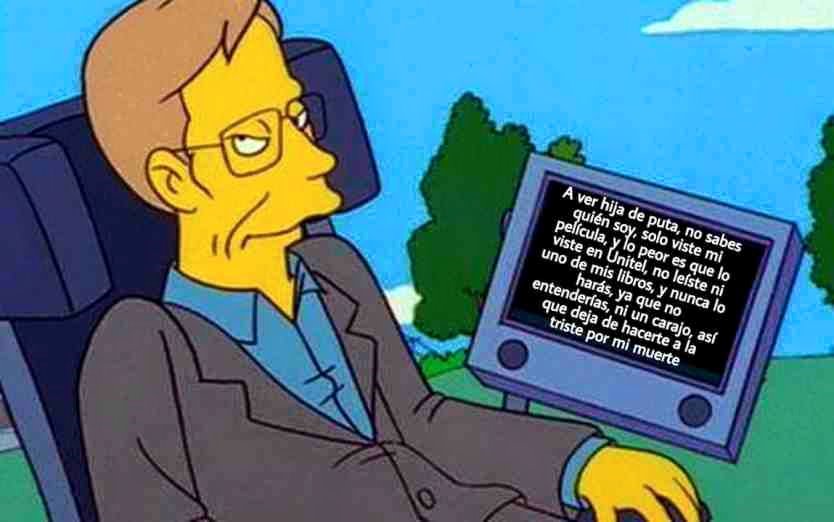 A ver hija de puta, no sabes
quién soy, solo viste mi
película, y lo peor es que lo
viste en Unitel, no leíste ni
uno de mis libros, y nunca lo
harás, ya que no
entenderías, ni un carajo, así
que deja de hacerte a la
triste por mi muerte